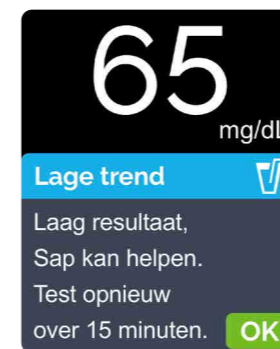 65
mg/dL
Lage trend
Laag resultaat,
Sap kan helpen.
Test opnieuw
over 15 minuten.
OK